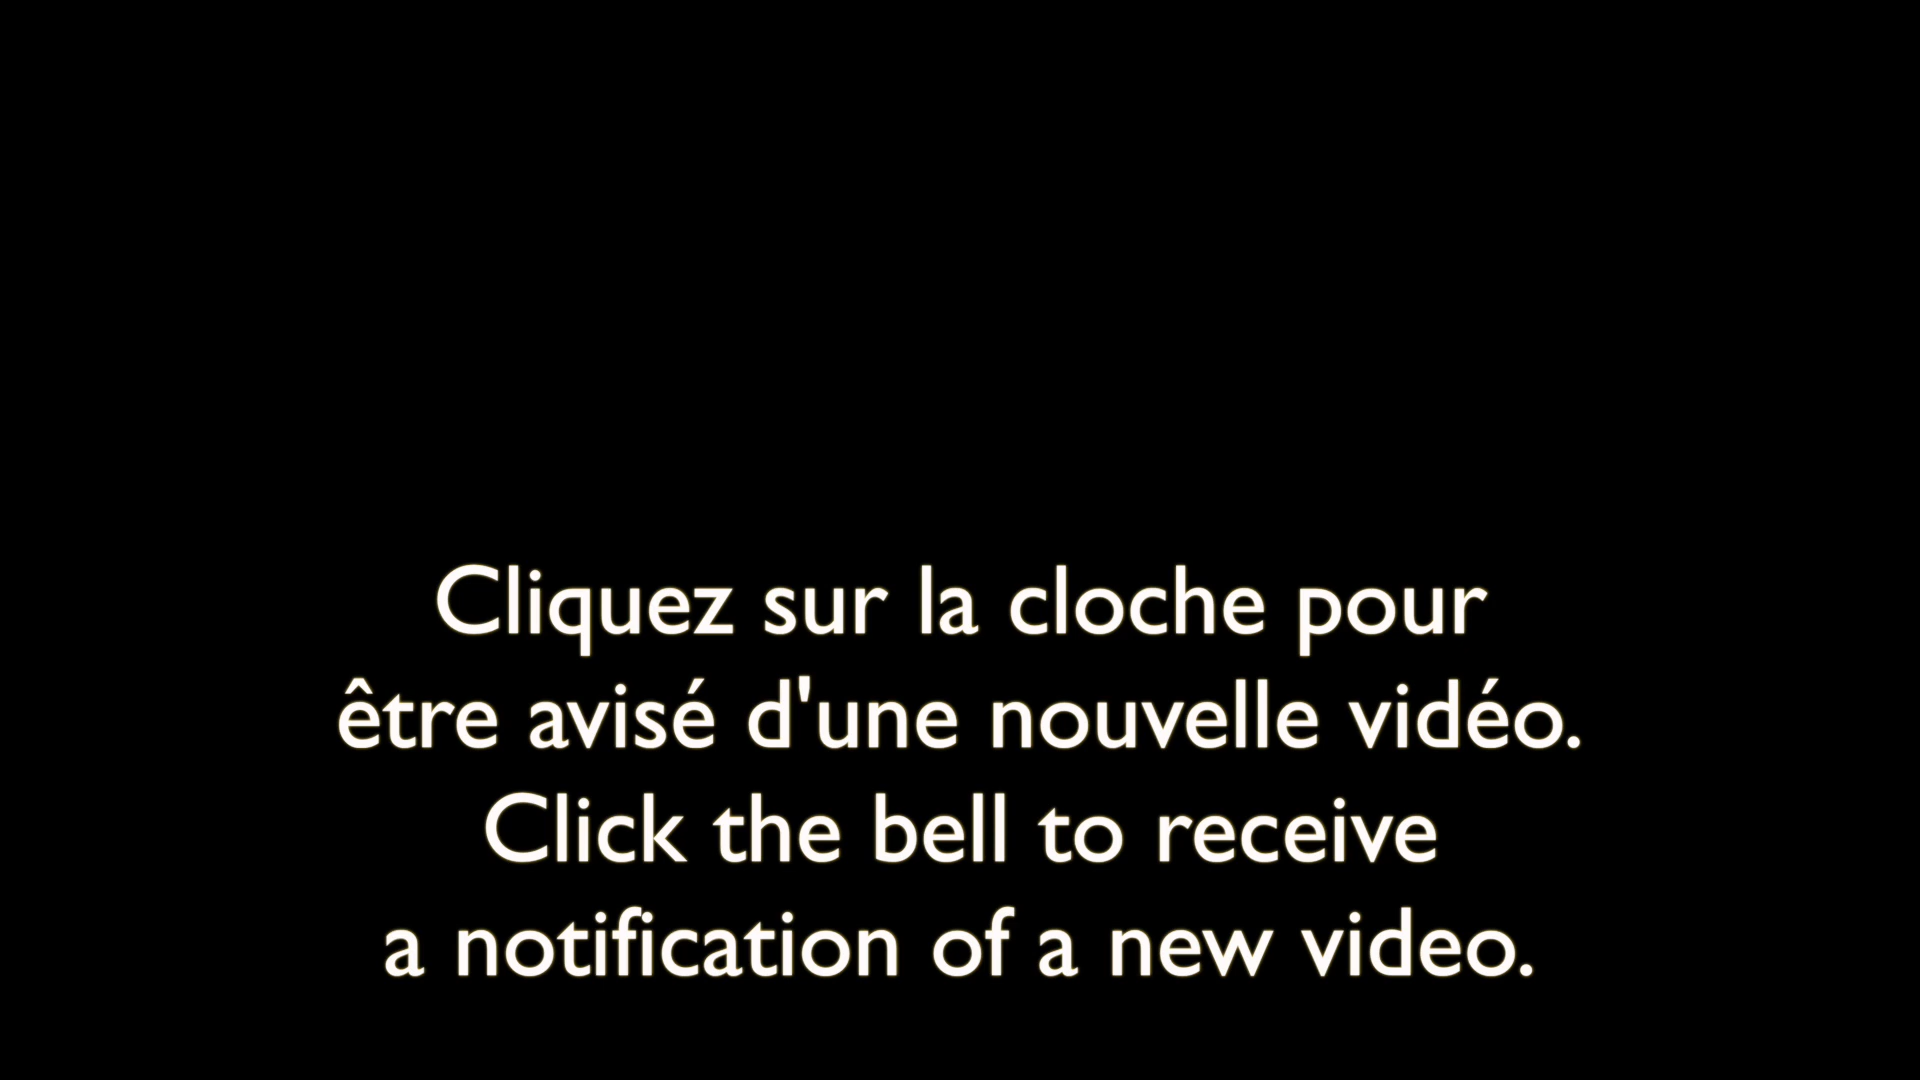 Cliquez sur la cloche pour
être avisé d'une nouvelle vidéo.
Click the bell to receive
a notification of a new video.